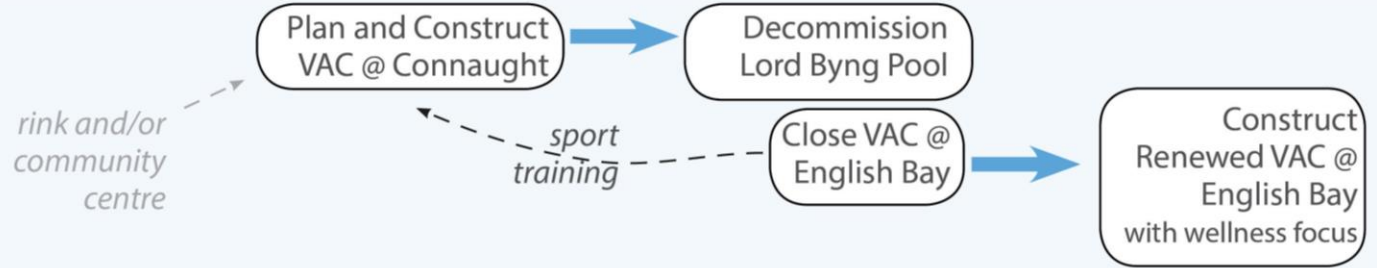 Plan and Construct
VAC @ Connaught
Decommission
Lord Byng Pool
rink and/or
community
centre
sport
training
Close VAC @
English Bay
Construct
Renewed VAC @
English Bay
with wellness focus